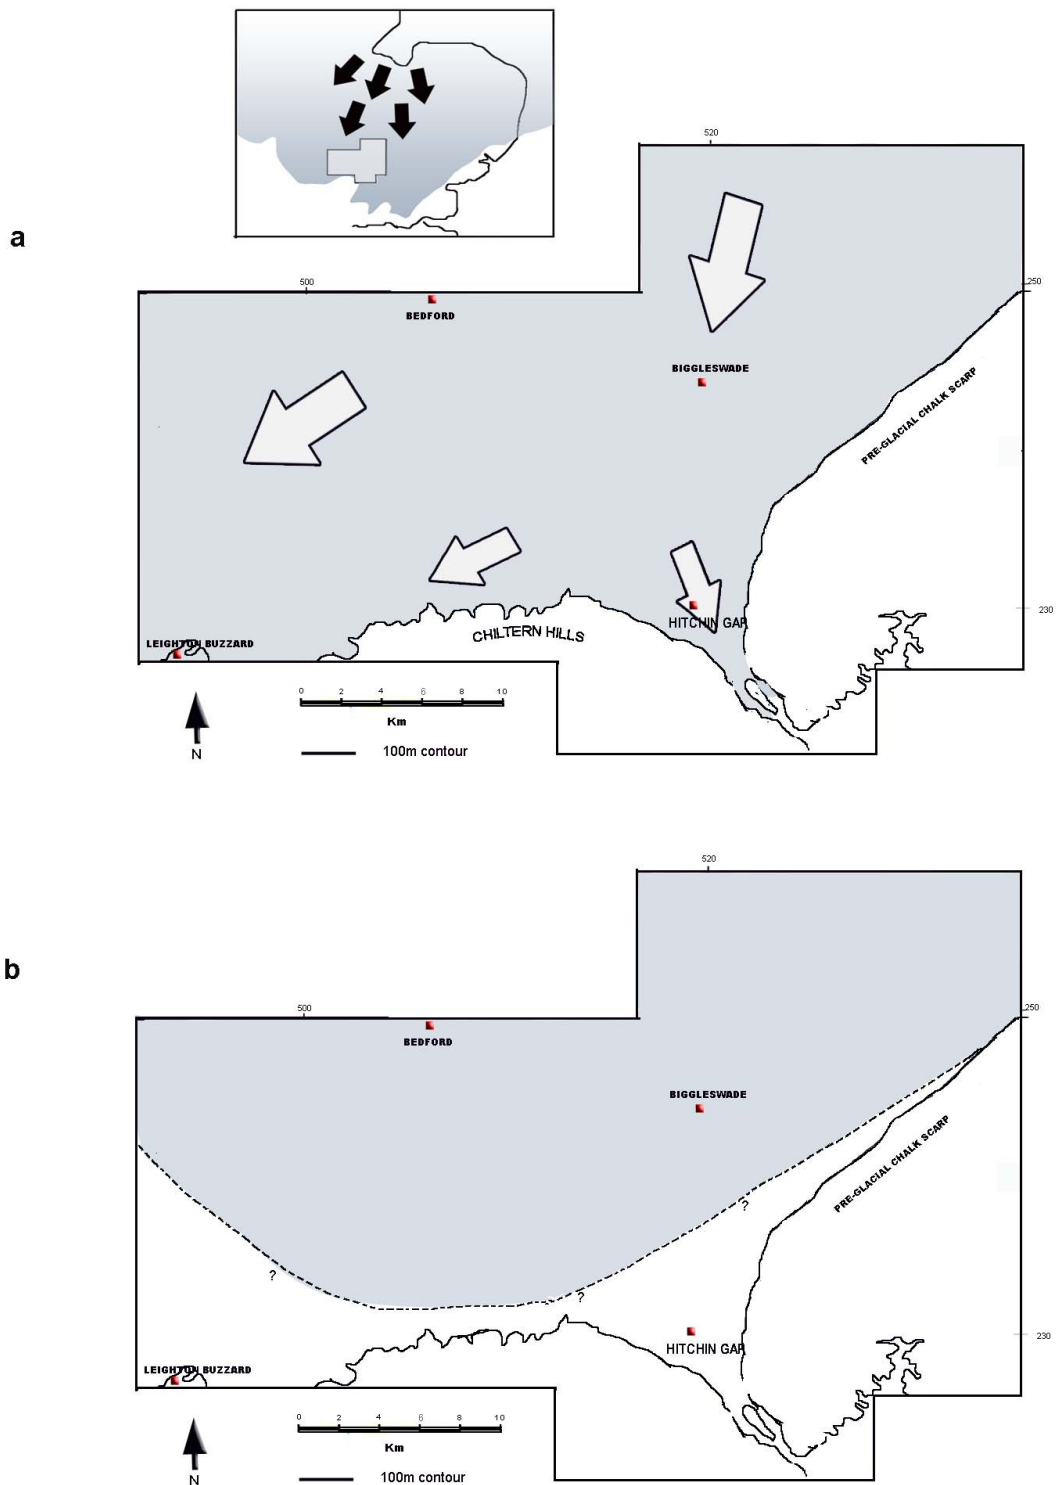 520
a
500
250
BEDFORD
BIGGLESWADE
PRE-GLACIAL CHALK SCARP
230
HITCHIN GAP
CHILTERN HILLS
LEIGHTON BUZZARD
0 2 4 6 8 10
Km
N
100m contour
520
b
500
250
BEDFORD
BIGGLESWADE
PRE-GLACIAL CHALK SCARP
?
?
?
230
HITCHIN GAP
LEIGHTON BUZZARD
0 2 4 6 8 10
Km
N
100m contour